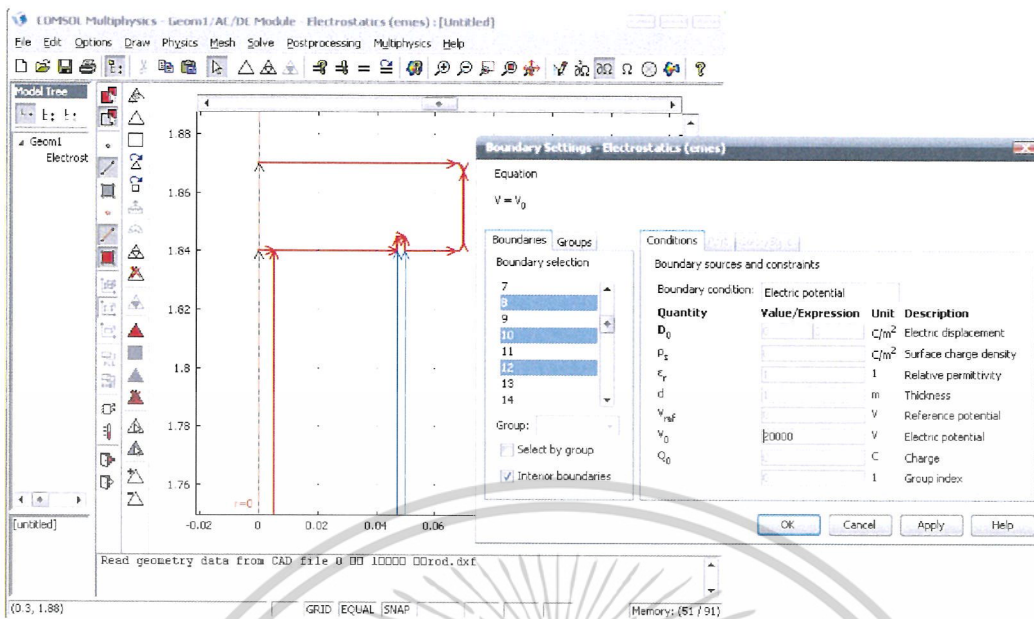 COMSOL Multiphysics - Geom1/AC/DC Module - Electrostatics (emes) : [Untitled]
File Edit Options Draw Physics Mesh Solve Postprocessing Multiphysics Help
Model Tree
Geom1
Electrost
[untitled]
1.88
1.86
1.84
1.82
1.8
1.78
1.76
r=0
-0.02 0 0.02 0.04 0.06
Boundary Settings - Electrostatics (emes)
Equation
V = V₀
Boundaries Groups
Boundary selection
7
8
9
10
11
12
13
14
Group:
Select by group
Interior boundaries
Conditions
Boundary sources and constraints
Boundary condition: Electric potential
Quantity Value/Expression Unit Description
D₀ C/m² Electric displacement
ρₛ C/m² Surface charge density
εᵣ 1 Relative permittivity
d m Thickness
V_ref V Reference potential
V₀ 20000 V Electric potential
Q₀ C Charge
1 Group index
OK Cancel Apply Help
Read geometry data from CAD file 0 □□ 10000 □□rod.dxf
(0.3, 1.88) GRID EQUAL SNAP Memory: (51 / 91)